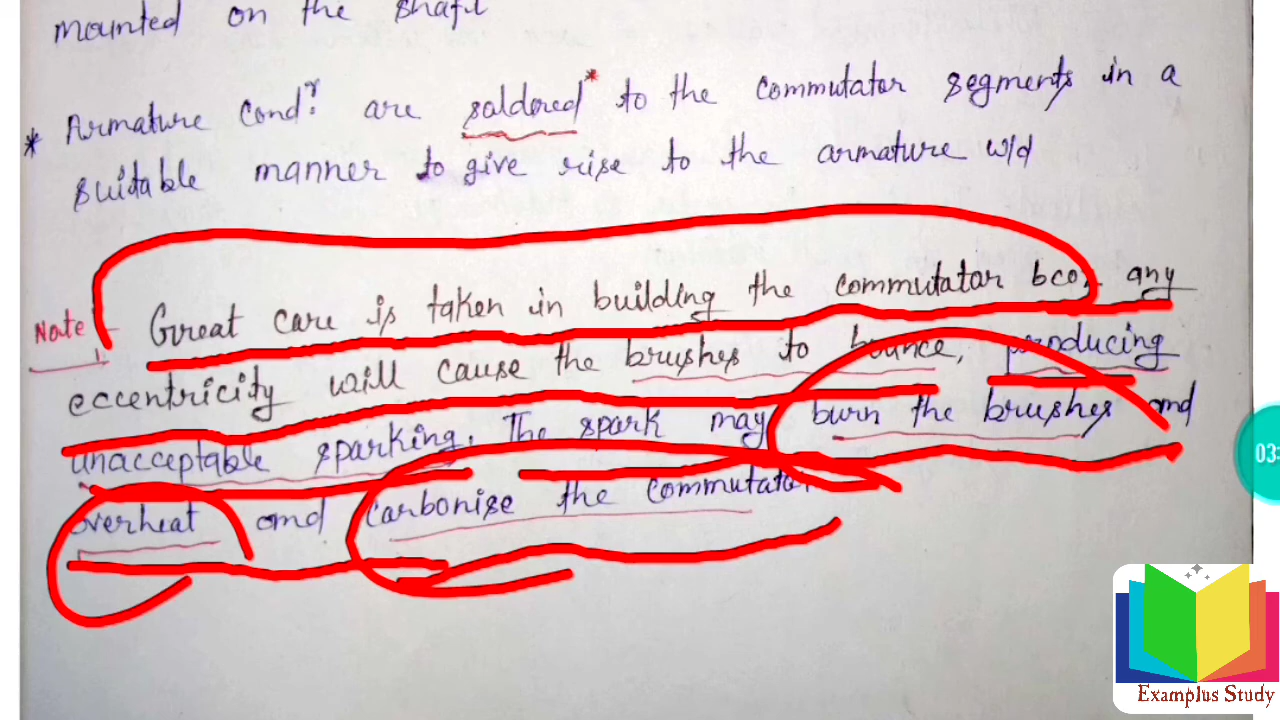 mounted on the shaft
* Armature Condr. are soldered* to the commutator segments in a
suitable manner to give rise to the armature w/d
Note Great care is taken in building the commutator bcoz any
eccentricity will cause the brushes to bounce, producing
unacceptable sparking. The spark may burn the brushes and
overheat and carbonise the commutator
03:
Examplus Study